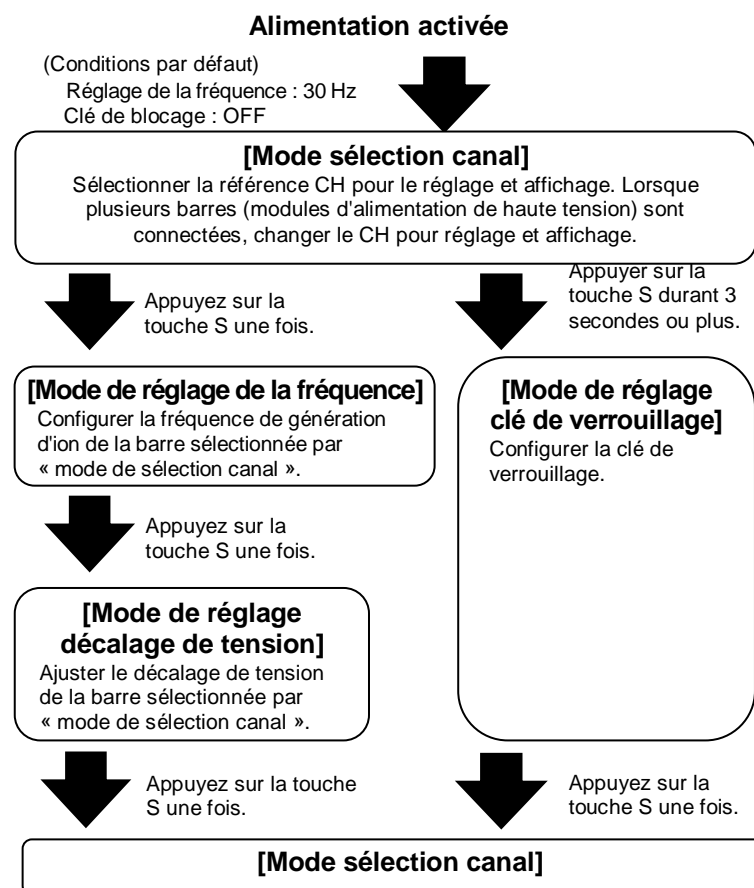 Alimentation activée
(Conditions par défaut)
Réglage de la fréquence : 30 Hz
Clé de blocage : OFF
[Mode sélection canal]
Sélectionner la référence CH pour le réglage et affichage. Lorsque
plusieurs barres (modules d'alimentation de haute tension) sont
connectées, changer le CH pour réglage et affichage.
Appuyez sur la
touche S une fois.
Appuyer sur la
touche S durant 3
secondes ou plus.
[Mode de réglage de la fréquence]
Configurer la fréquence de génération
d'ion de la barre sélectionnée par
« mode de sélection canal ».
[Mode de réglage
clé de verrouillage]
Configurer la clé de
verrouillage.
Appuyez sur la
touche S une fois.
[Mode de réglage
décalage de tension]
Ajuster le décalage de tension
de la barre sélectionnée par
« mode de sélection canal ».
Appuyez sur la touche
S une fois.
Appuyez sur la
touche S une fois.
[Mode sélection canal]